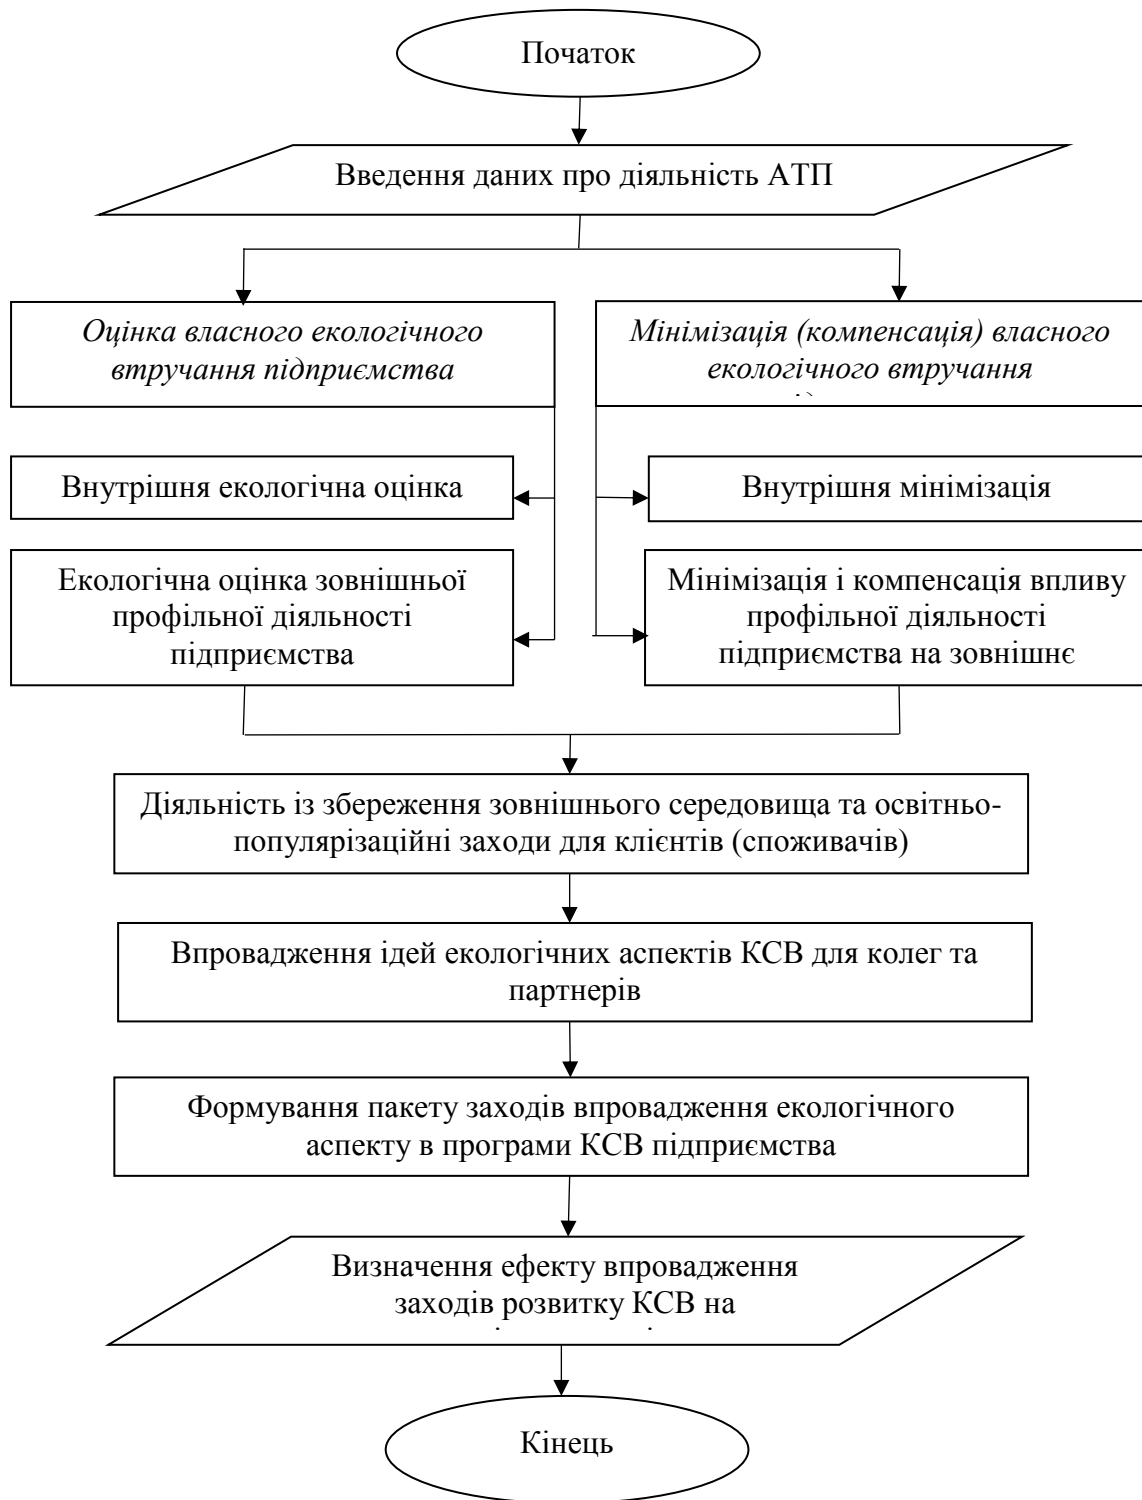 Початок
Введення даних про діяльність АТП
Оцінка власного екологічного
втручання підприємства
Мінімізація (компенсація) власного
екологічного втручання
Внутрішня екологічна оцінка
Внутрішня мінімізація
Екологічна оцінка зовнішньої
профільної діяльності
підприємства
Мінімізація і компенсація впливу
профільної діяльності
підприємства на зовнішнє
Діяльність із збереження зовнішнього середовища та освітньо-
популярізаційні заходи для клієнтів (споживачів)
Впровадження ідей екологічних аспектів КСВ для колег та
партнерів
Формування пакету заходів впровадження екологічного
аспекту в програми КСВ підприємства
Визначення ефекту впровадження
заходів розвитку КСВ на
Кінець